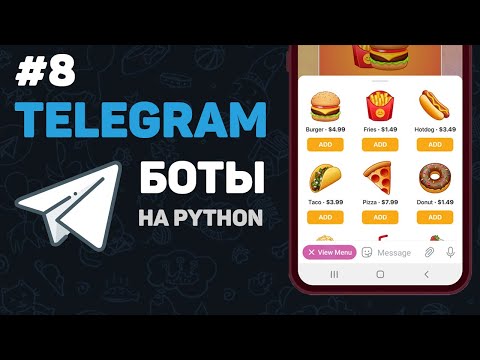 #8
TELEGRAM
БОТЫ
НА PYTHON
Burger • $4.99 Fries • $1.49 Hotdog • $3.49
ADD ADD ADD
Taco • $3.99 Pizza • $7.99 Donut • $1.49
ADD ADD ADD
× View Menu Message